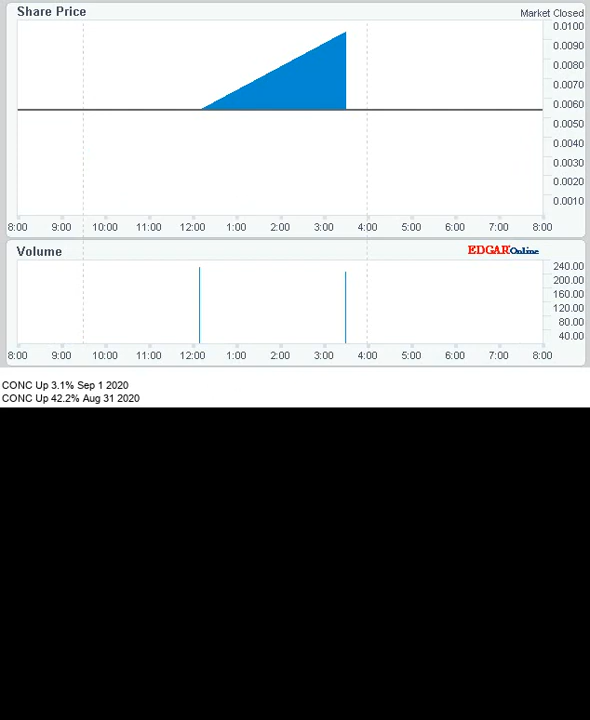 Share Price
Market Closed
0.0100
0.0090
0.0080
0.0070
0.0060
0.0050
0.0040
0.0030
0.0020
0.0010
8:00 9:00 10:00 11:00 12:00 1:00 2:00 3:00 4:00 5:00 6:00 7:00 8:00
Volume
EDGAROnline
240.00
200.00
160.00
120.00
80.00
40.00
8:00 9:00 10:00 11:00 12:00 1:00 2:00 3:00 4:00 5:00 6:00 7:00 8:00
CONC Up 3.1% Sep 1 2020
CONC Up 42.2% Aug 31 2020